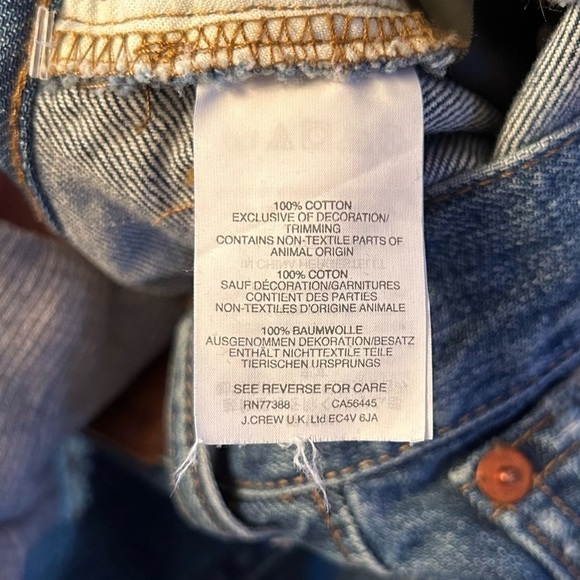 100% COTTON
EXCLUSIVE OF DECORATION/
TRIMMING
CONTAINS NON-TEXTILE PARTS OF
ANIMAL ORIGIN
100% COTON
SAUF DÉCORATION/GARNITURES
CONTIENT DES PARTIES
NON-TEXTILES D'ORIGINE ANIMALE
100% BAUMWOLLE
AUSGENOMMEN DEKORATION/BESATZ
ENTHÄLT NICHTTEXTILE TEILE
TIERISCHEN URSPRUNGS
SEE REVERSE FOR CARE
RN77388 CA56445
J.CREW U.K. Ltd EC4V 6JA